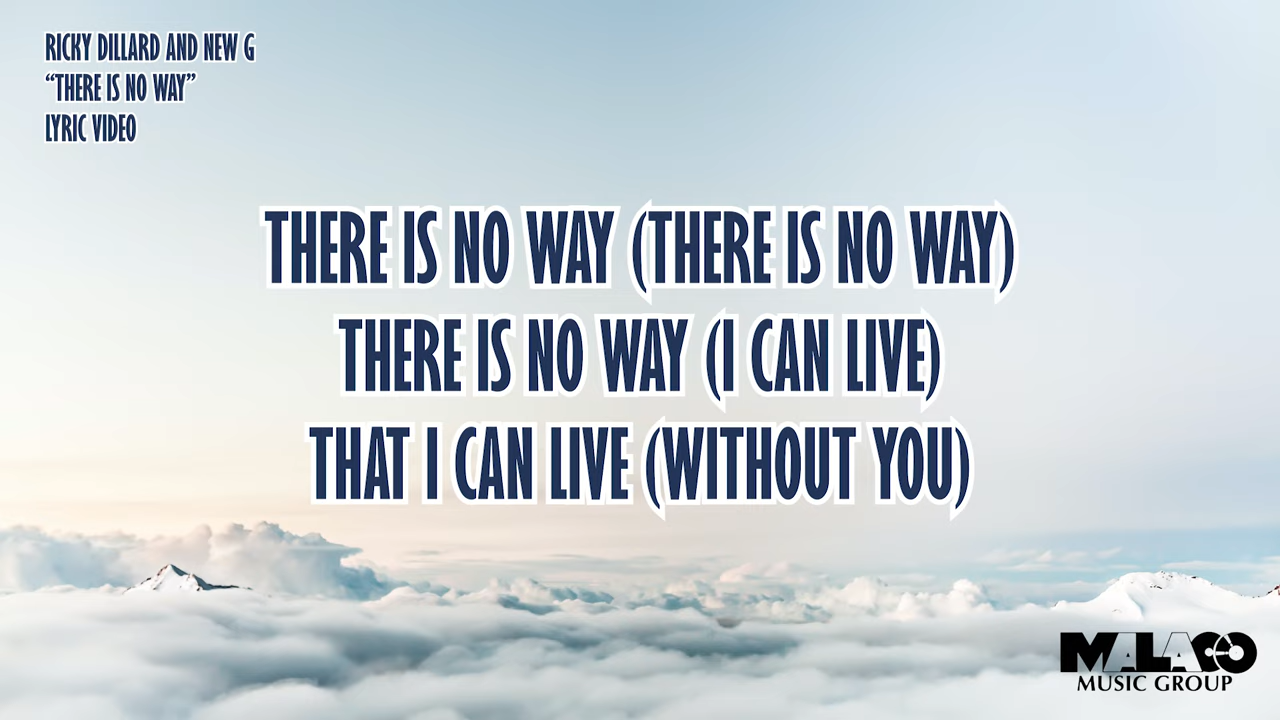 RICKY DILLARD AND NEW G
“THERE IS NO WAY”
LYRIC VIDEO
THERE IS NO WAY (THERE IS NO WAY)
THERE IS NO WAY (I CAN LIVE)
THAT I CAN LIVE (WITHOUT YOU)
MALACO
MUSIC GROUP